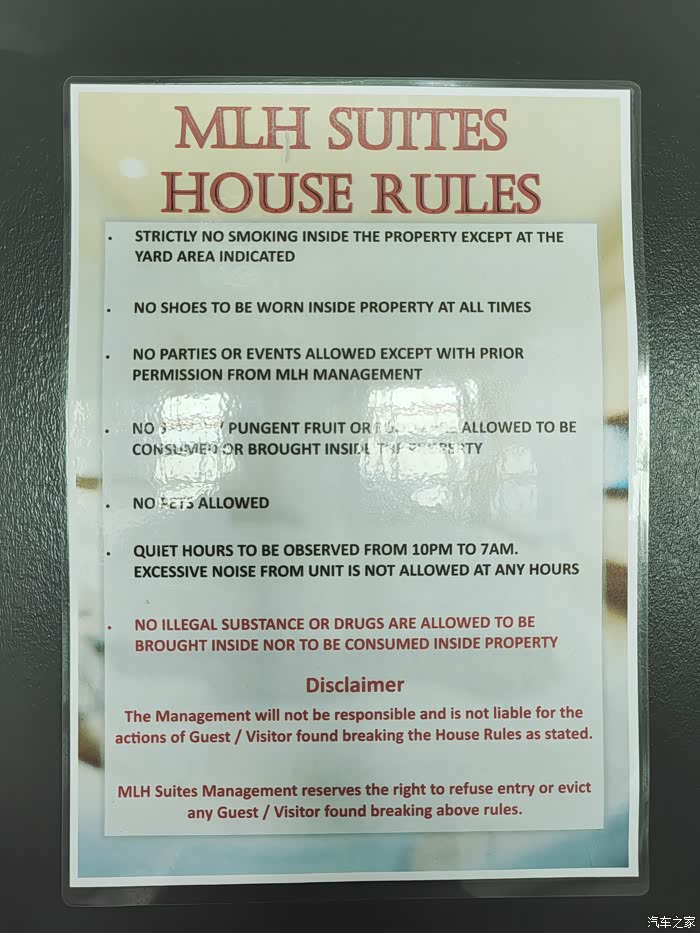 MLH SUITES
HOUSE RULES
• STRICTLY NO SMOKING INSIDE THE PROPERTY EXCEPT AT THE
YARD AREA INDICATED
• NO SHOES TO BE WORN INSIDE PROPERTY AT ALL TIMES
• NO PARTIES OR EVENTS ALLOWED EXCEPT WITH PRIOR
PERMISSION FROM MLH MANAGEMENT
• NO / PUNGENT FRUIT OR ALLOWED TO BE
CONSUMED OR BROUGHT INSIDE THE PROPERTY
• NO PETS ALLOWED
• QUIET HOURS TO BE OBSERVED FROM 10PM TO 7AM.
EXCESSIVE NOISE FROM UNIT IS NOT ALLOWED AT ANY HOURS
• NO ILLEGAL SUBSTANCE OR DRUGS ARE ALLOWED TO BE
BROUGHT INSIDE NOR TO BE CONSUMED INSIDE PROPERTY
Disclaimer
The Management will not be responsible and is not liable for the
actions of Guest / Visitor found breaking the House Rules as stated.
MLH Suites Management reserves the right to refuse entry or evict
any Guest / Visitor found breaking above rules.
汽车之家